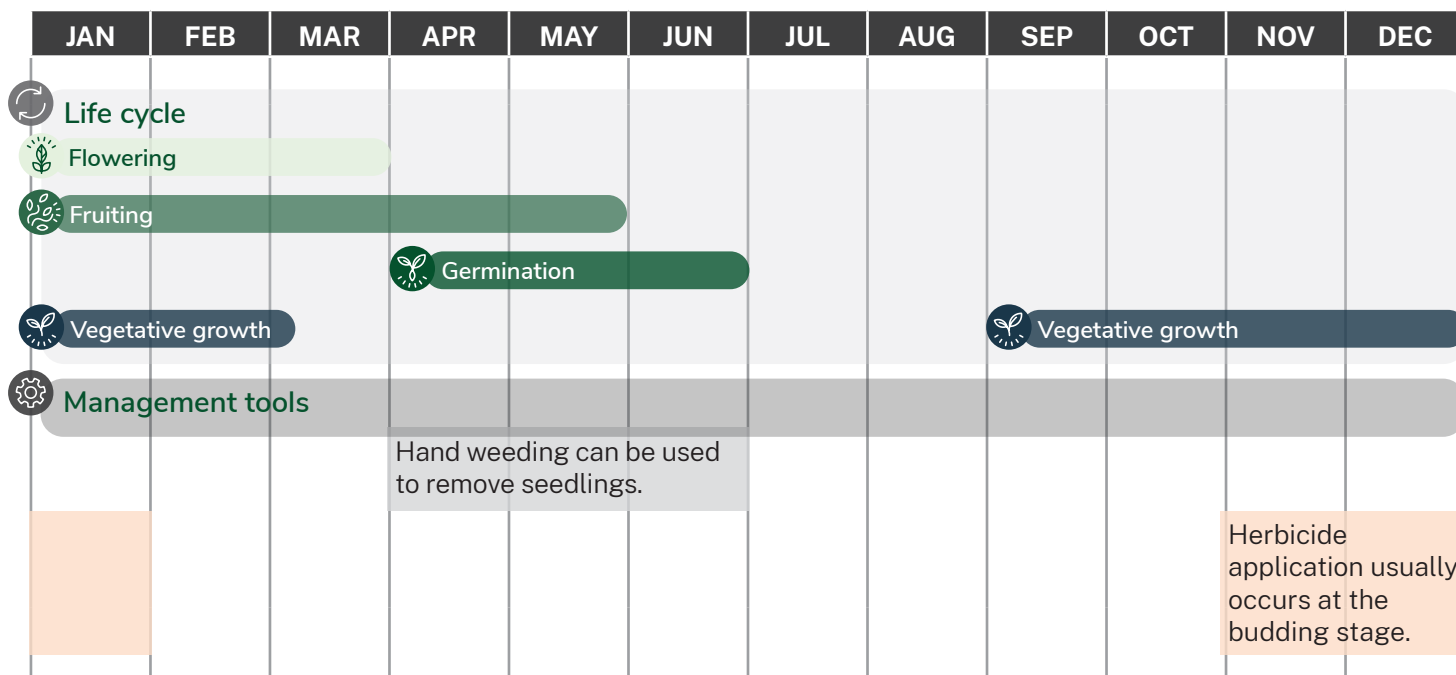 JAN FEB MAR APR MAY JUN JUL AUG SEP OCT NOV DEC
Life cycle
Flowering
Fruiting
Germination
Vegetative growth Vegetative growth
Management tools
Hand weeding can be used
to remove seedlings.
Herbicide
application usually
occurs at the
budding stage.